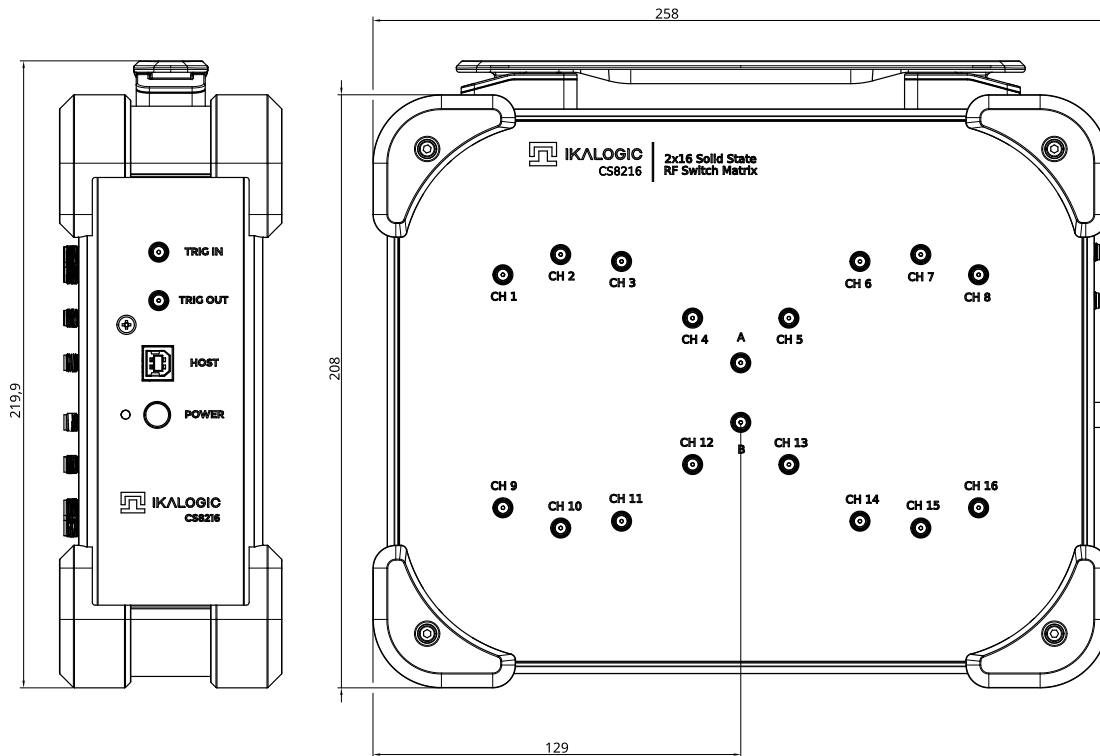 258
IKALOGIC
CS8216
2x16 Solid State
RF Switch Matrix
TRIG IN
TRIG OUT
HOST
POWER
IKALOGIC
CS8216
219,9
208
CH 1
CH 2
CH 3
CH 4
CH 5
CH 6
CH 7
CH 8
A
B
CH 9
CH 10
CH 11
CH 12
CH 13
CH 14
CH 15
CH 16
129